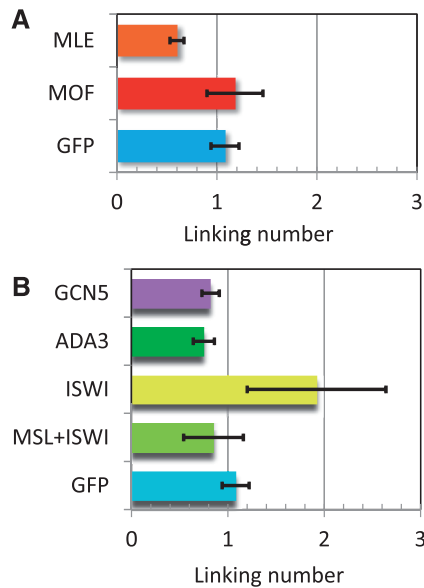 A
MLE
MOF
GFP
0 1 2 3
Linking number
B
GCN5
ADA3
ISWI
MSL+ISWI
GFP
0 1 2 3
Linking number